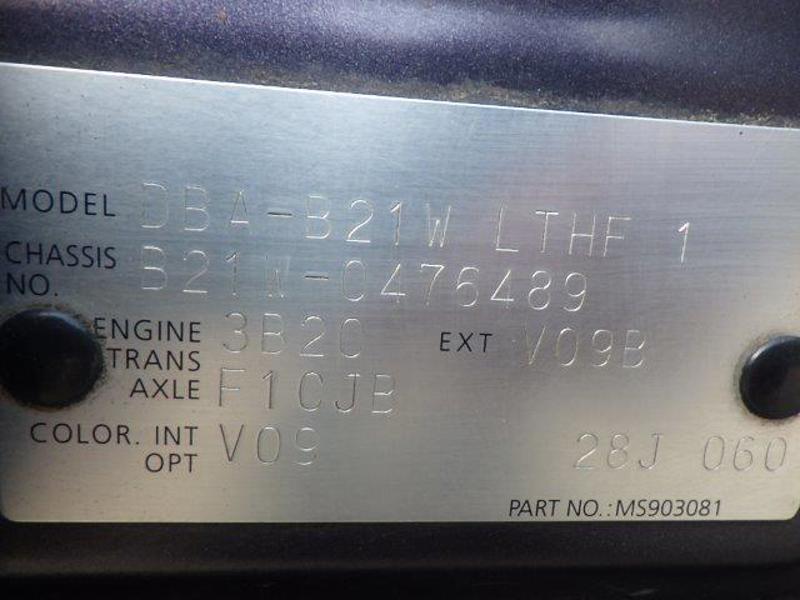 MODEL DBA-B21W LTHF 1
CHASSIS NO. B21W-0476489
ENGINE 3B20 EXT V09B
TRANS AXLE F1CJB
COLOR. INT V09
OPT 28J 060
PART NO.: MS903081